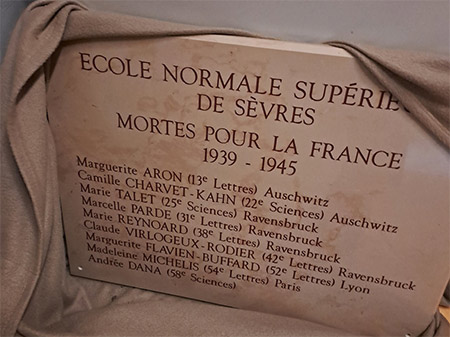 ECOLE NORMALE SUPÉRIE
DE SÈVRES
MORTES POUR LA FRANCE
1939 - 1945
Marguerite ARON (13e Lettres) Auschwitz
Camille CHARVET-KAHN (22e Sciences) Auschwitz
Marie TALET (25e Sciences) Ravensbruck
Marcelle PARDE (31e Lettres) Ravensbruck
Marie REYNOARD (38e Lettres) Ravensbruck
Claude VIRLOGEUX-RODIER (42e Lettres) Ravensbruck
Marguerite FLAVIEN-BUFFARD (52e Lettres) Lyon
Madeleine MICHELIS (54e Lettres) Paris
Andrée DANA (58e Sciences)